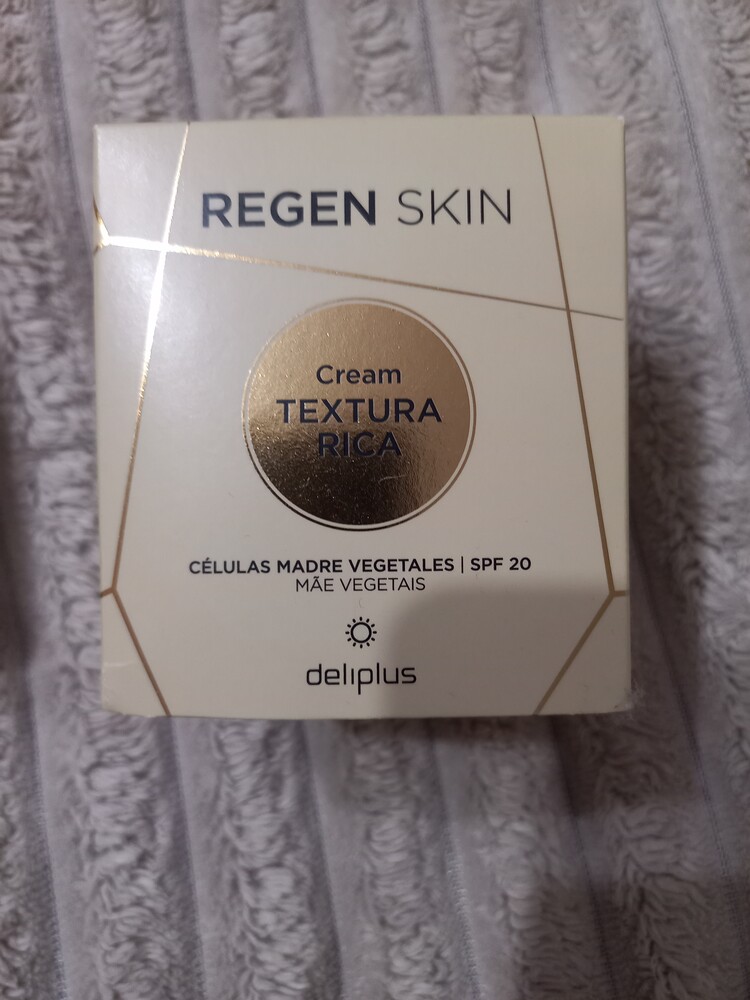 REGEN SKIN
Cream
TEXTURA
RICA
CÉLULAS MADRE VEGETALES | SPF 20
MÃE VEGETAIS
deliplus